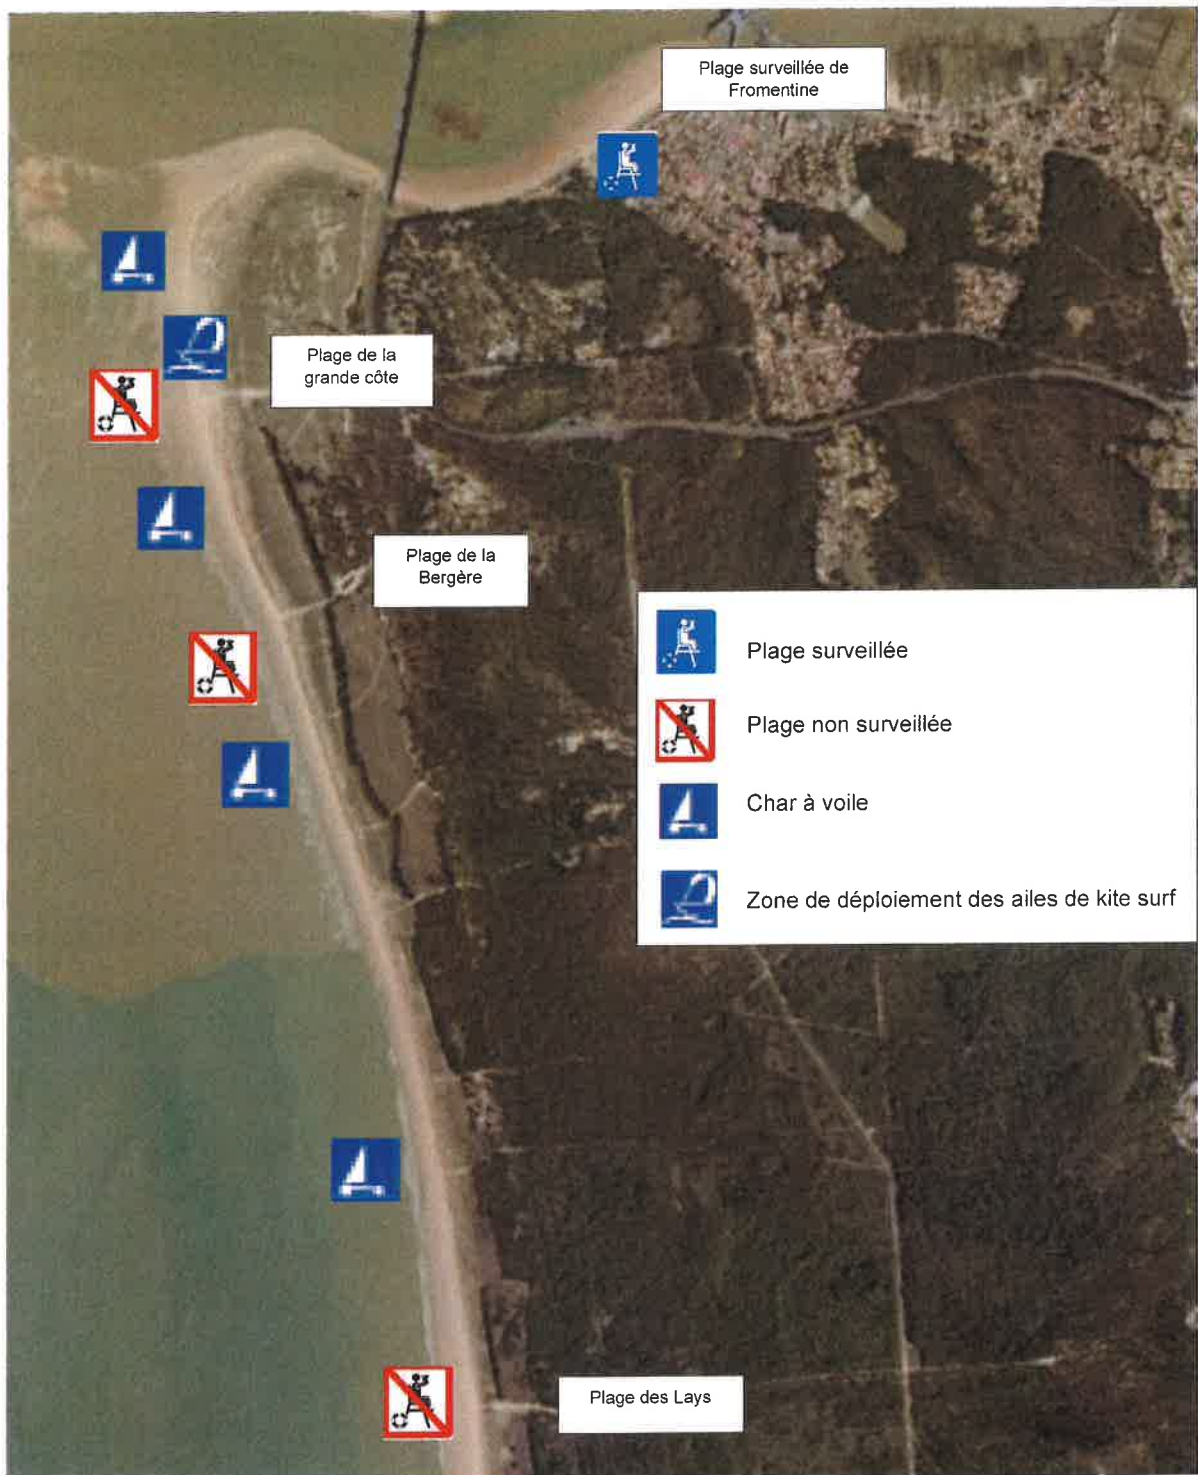 Plage surveillée de
Fromentine
Plage de la
grande côte
Plage de la
Bergère
Plage surveillée
Plage non surveillée
Char à voile
Zone de déploiement des ailes de kite surf
Plage des Lays